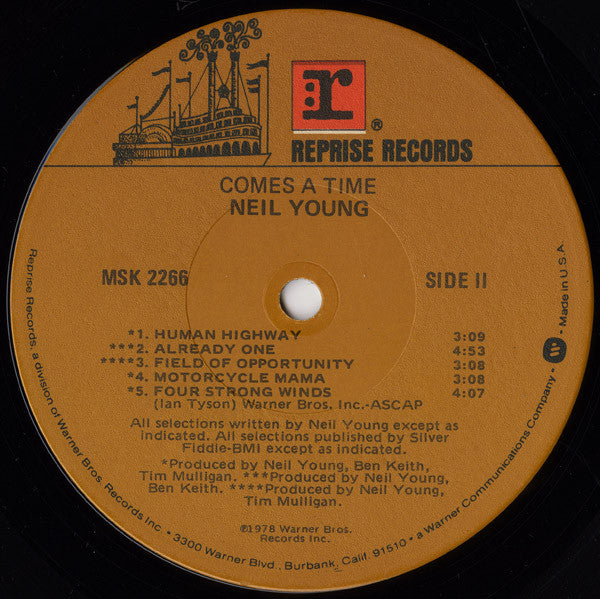 r
®
REPRISE RECORDS
COMES A TIME
NEIL YOUNG
MSK 2266
SIDE II
*1. HUMAN HIGHWAY 3:09
***2. ALREADY ONE 4:53
****3. FIELD OF OPPORTUNITY 3:08
*4. MOTORCYCLE MAMA 3:08
*5. FOUR STRONG WINDS 4:07
(Ian Tyson) Warner Bros. Inc.-ASCAP
All selections written by Neil Young except as
indicated. All selections published by Silver
Fiddle-BMI except as indicated.
*Produced by Neil Young, Ben Keith,
Tim Mulligan. ***Produced by Neil Young,
Ben Keith. ****Produced by Neil Young,
Tim Mulligan.
℗1978 Warner Bros.
Records Inc.
Reprise Records, a division of Warner Bros. Records Inc. • 3300 Warner Blvd., Burbank, Calif. 91510 • a Warner Communications Company • W • Made in U.S.A.